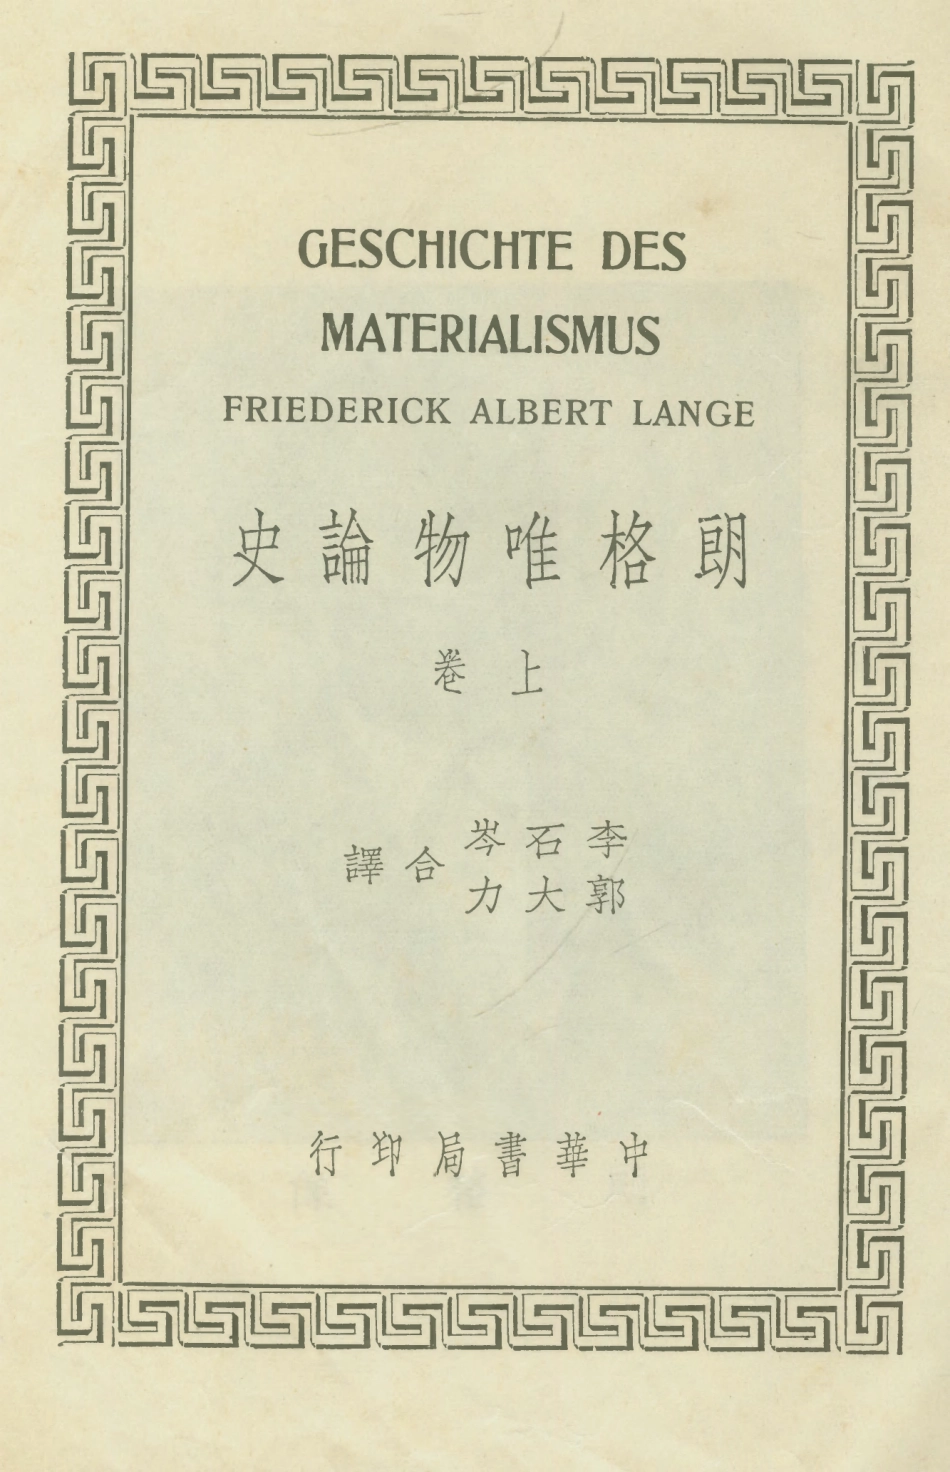 GESCHICHTE DES
MATERIALISMUS
FRIEDERICK ALBERT LANGE
朗格唯物論史
上卷
李石岑
郭大力
合譯
中華書局印行